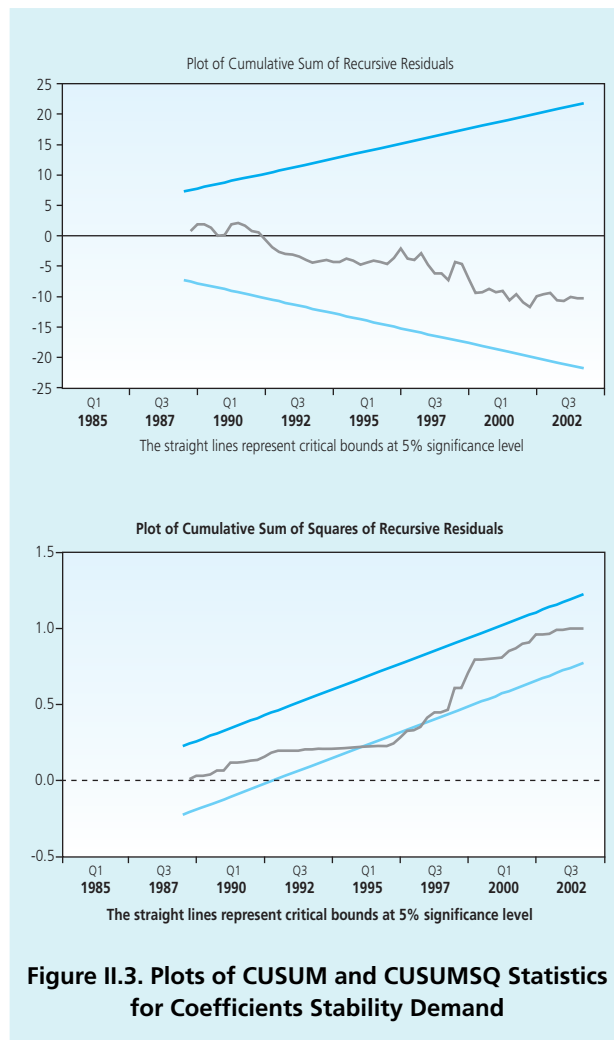 Plot of Cumulative Sum of Recursive Residuals
25
20
15
10
5
0
-5
-10
-15
-20
-25
Q1 Q3 Q1 Q3 Q1 Q3 Q1 Q3
1985 1987 1990 1992 1995 1997 2000 2002
The straight lines represent critical bounds at 5% significance level
Plot of Cumulative Sum of Squares of Recursive Residuals
1.5
1.0
0.5
0.0
-0.5
Q1 Q3 Q1 Q3 Q1 Q3 Q1 Q3
1985 1987 1990 1992 1995 1997 2000 2002
The straight lines represent critical bounds at 5% significance level
Figure II.3. Plots of CUSUM and CUSUMSQ Statistics
for Coefficients Stability Demand